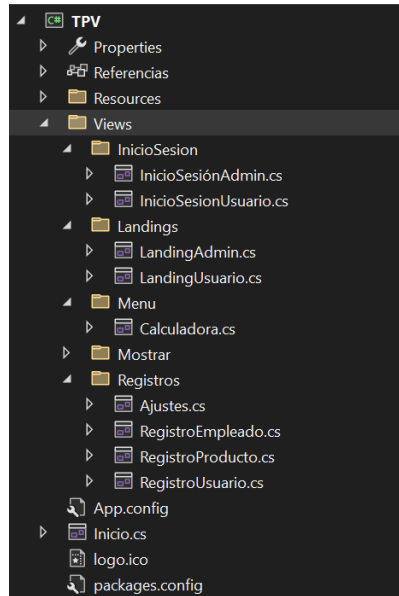 C# TPV
Properties
Referencias
Resources
Views
InicioSesion
InicioSesiónAdmin.cs
InicioSesionUsuario.cs
Landings
LandingAdmin.cs
LandingUsuario.cs
Menu
Calculadora.cs
Mostrar
Registros
Ajustes.cs
RegistroEmpleado.cs
RegistroProducto.cs
RegistroUsuario.cs
App.config
Inicio.cs
logo.ico
packages.config